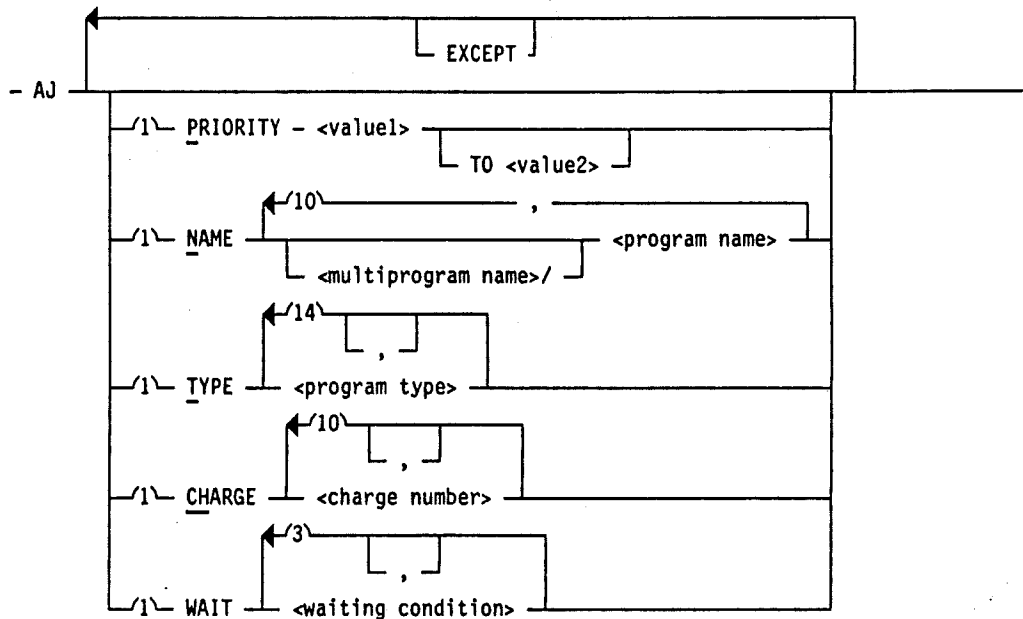 EXCEPT
- AJ
/1\ PRIORITY - <value1>
TO <value2>
/10\ ,
/1\ NAME <program name>
<multiprogram name>/
/14\
,
/1\ TYPE <program type>
/10\
,
/1\ CHARGE <charge number>
/3\
,
/1\ WAIT <waiting condition>